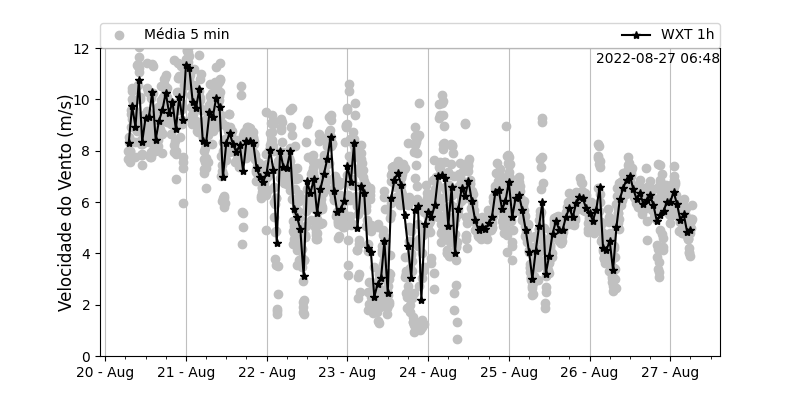 Média 5 min
WXT 1h
2022-08-27 06:48
Velocidade do Vento (m/s)
12
10
8
6
4
2
0
20 - Aug
21 - Aug
22 - Aug
23 - Aug
24 - Aug
25 - Aug
26 - Aug
27 - Aug